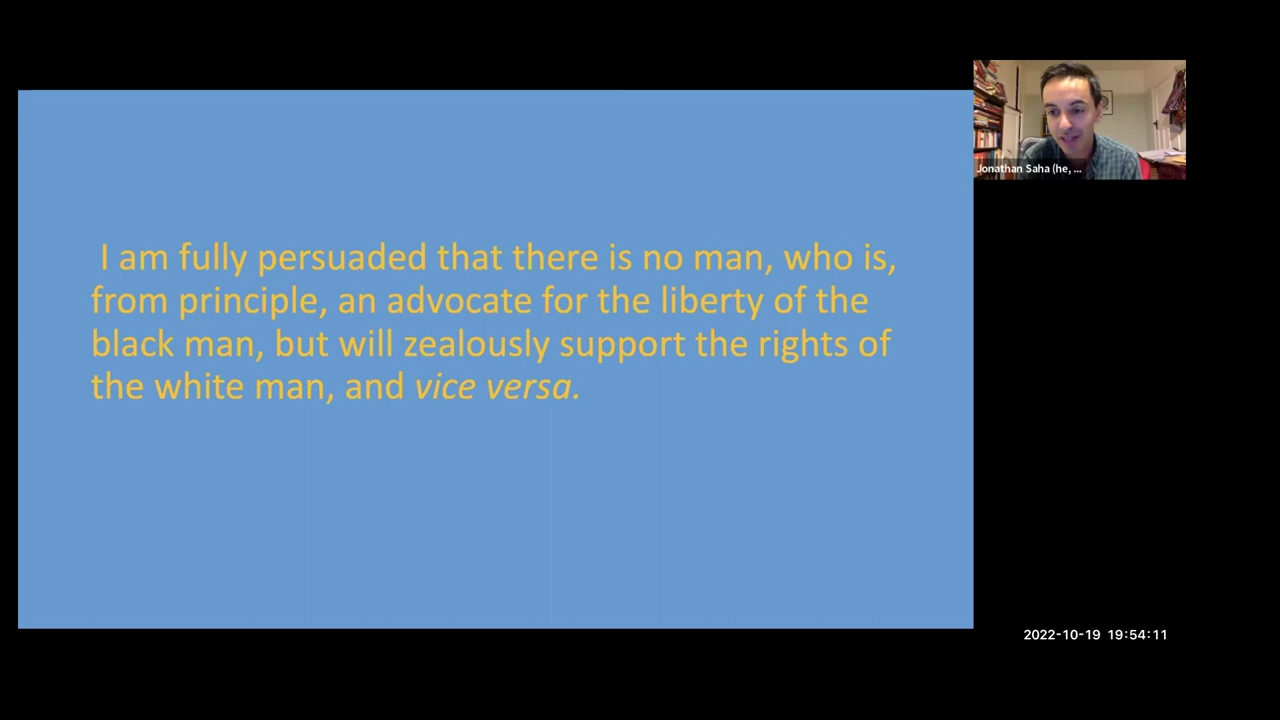 I am fully persuaded that there is no man, who is,
from principle, an advocate for the liberty of the
black man, but will zealously support the rights of
the white man, and vice versa.
Jonathan Saha (he, ...
2022-10-19 19:54:11